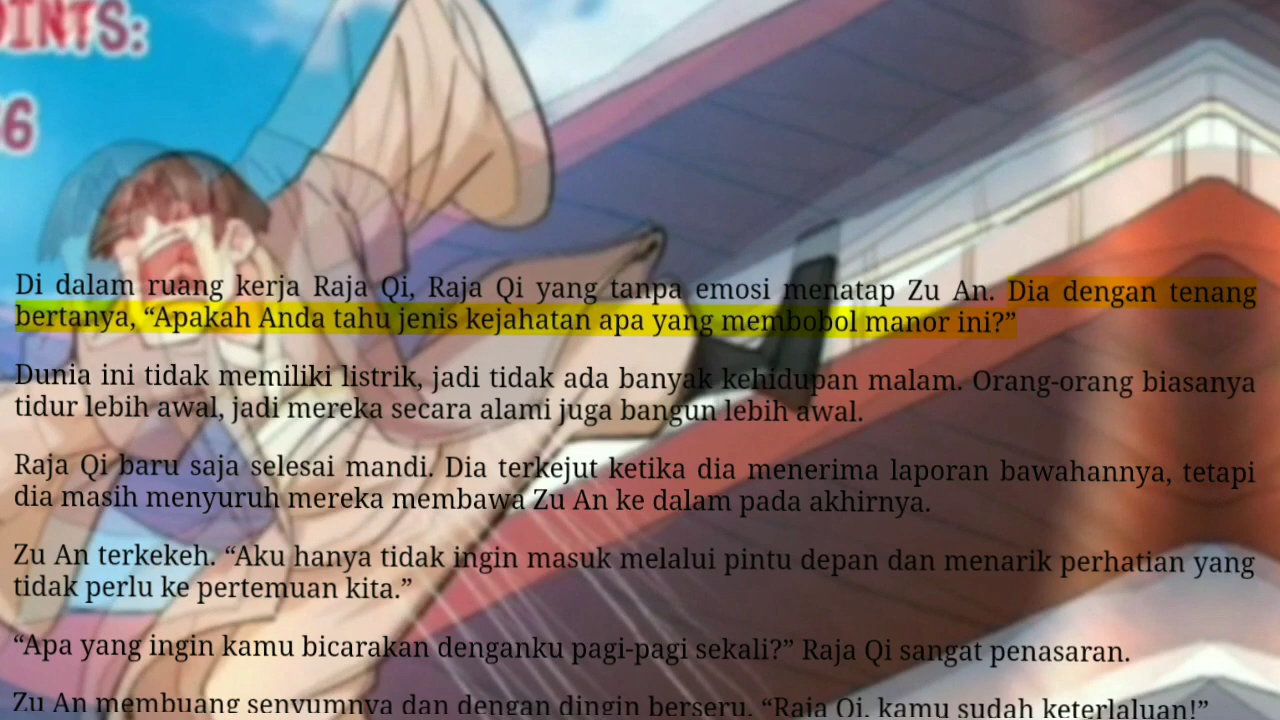 OINTS:
6
Di dalam ruang kerja Raja Qi, Raja Qi yang tanpa emosi menatap Zu An. Dia dengan tenang
bertanya, “Apakah Anda tahu jenis kejahatan apa yang membobol manor ini?”
Dunia ini tidak memiliki listrik, jadi tidak ada banyak kehidupan malam. Orang-orang biasanya
tidur lebih awal, jadi mereka secara alami juga bangun lebih awal.
Raja Qi baru saja selesai mandi. Dia terkejut ketika dia menerima laporan bawahannya, tetapi
dia masih menyuruh mereka membawa Zu An ke dalam pada akhirnya.
Zu An terkekeh. “Aku hanya tidak ingin masuk melalui pintu depan dan menarik perhatian yang
tidak perlu ke pertemuan kita.”
“Apa yang ingin kamu bicarakan denganku pagi-pagi sekali?” Raja Qi sangat penasaran.
Zu An membuang senyumnya dan dengan dingin berseru, “Raja Qi, kamu sudah keterlaluan!”